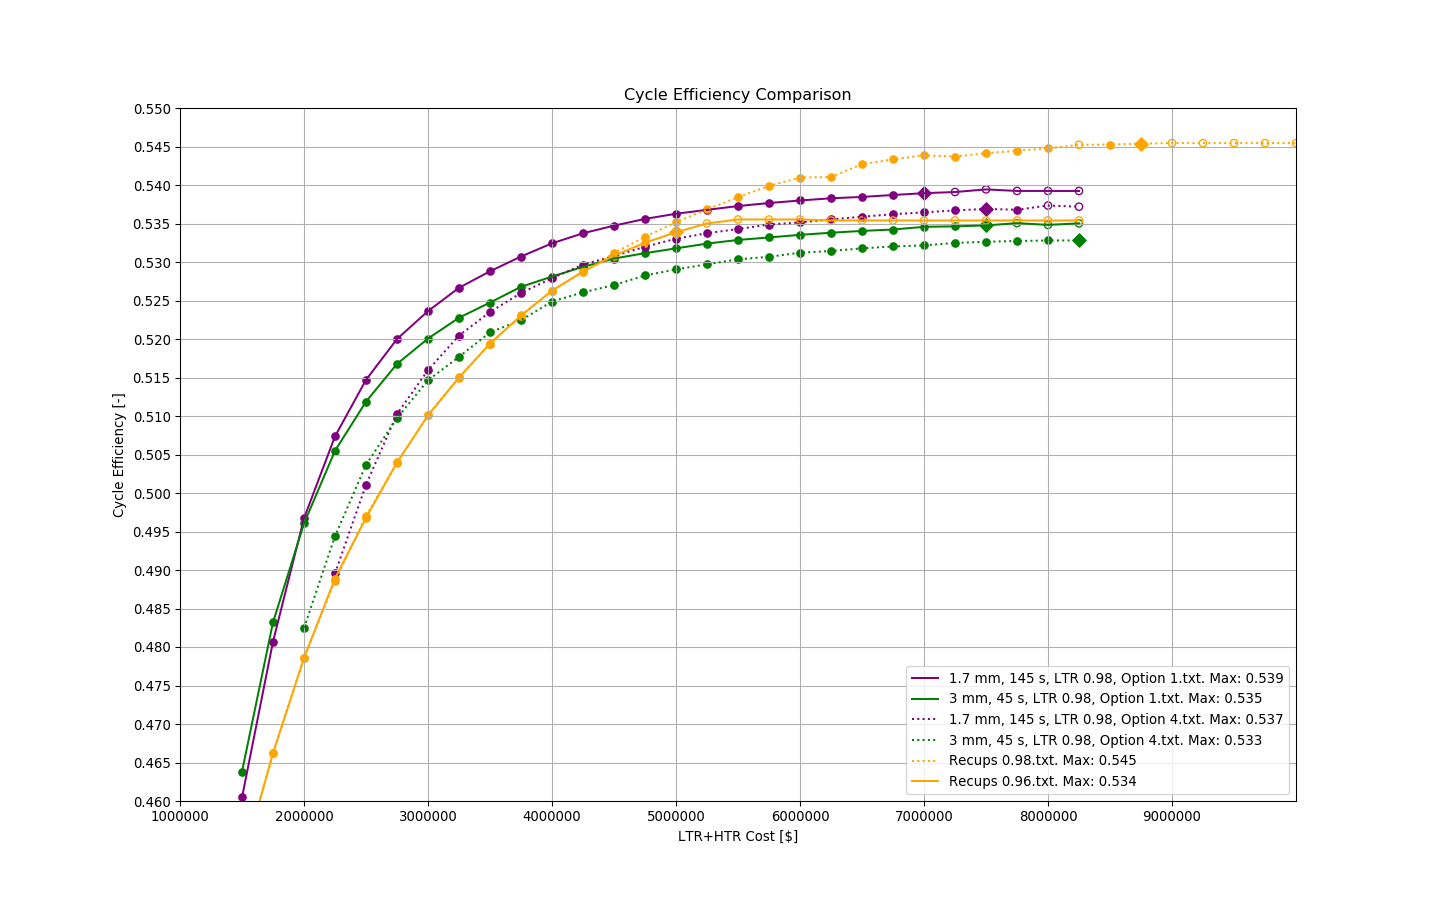 Cycle Efficiency Comparison
0.550
0.545
0.540
0.535
0.530
0.525
0.520
0.515
0.510
0.505
0.500
0.495
0.490
0.485
0.480
0.475
0.470
0.465
0.460
Cycle Efficiency [-]
1.7 mm, 145 s, LTR 0.98, Option 1.txt. Max: 0.539
3 mm, 45 s, LTR 0.98, Option 1.txt. Max: 0.535
1.7 mm, 145 s, LTR 0.98, Option 4.txt. Max: 0.537
3 mm, 45 s, LTR 0.98, Option 4.txt. Max: 0.533
Recups 0.98.txt. Max: 0.545
Recups 0.96.txt. Max: 0.534
1000000 2000000 3000000 4000000 5000000 6000000 7000000 8000000 9000000
LTR+HTR Cost [$]